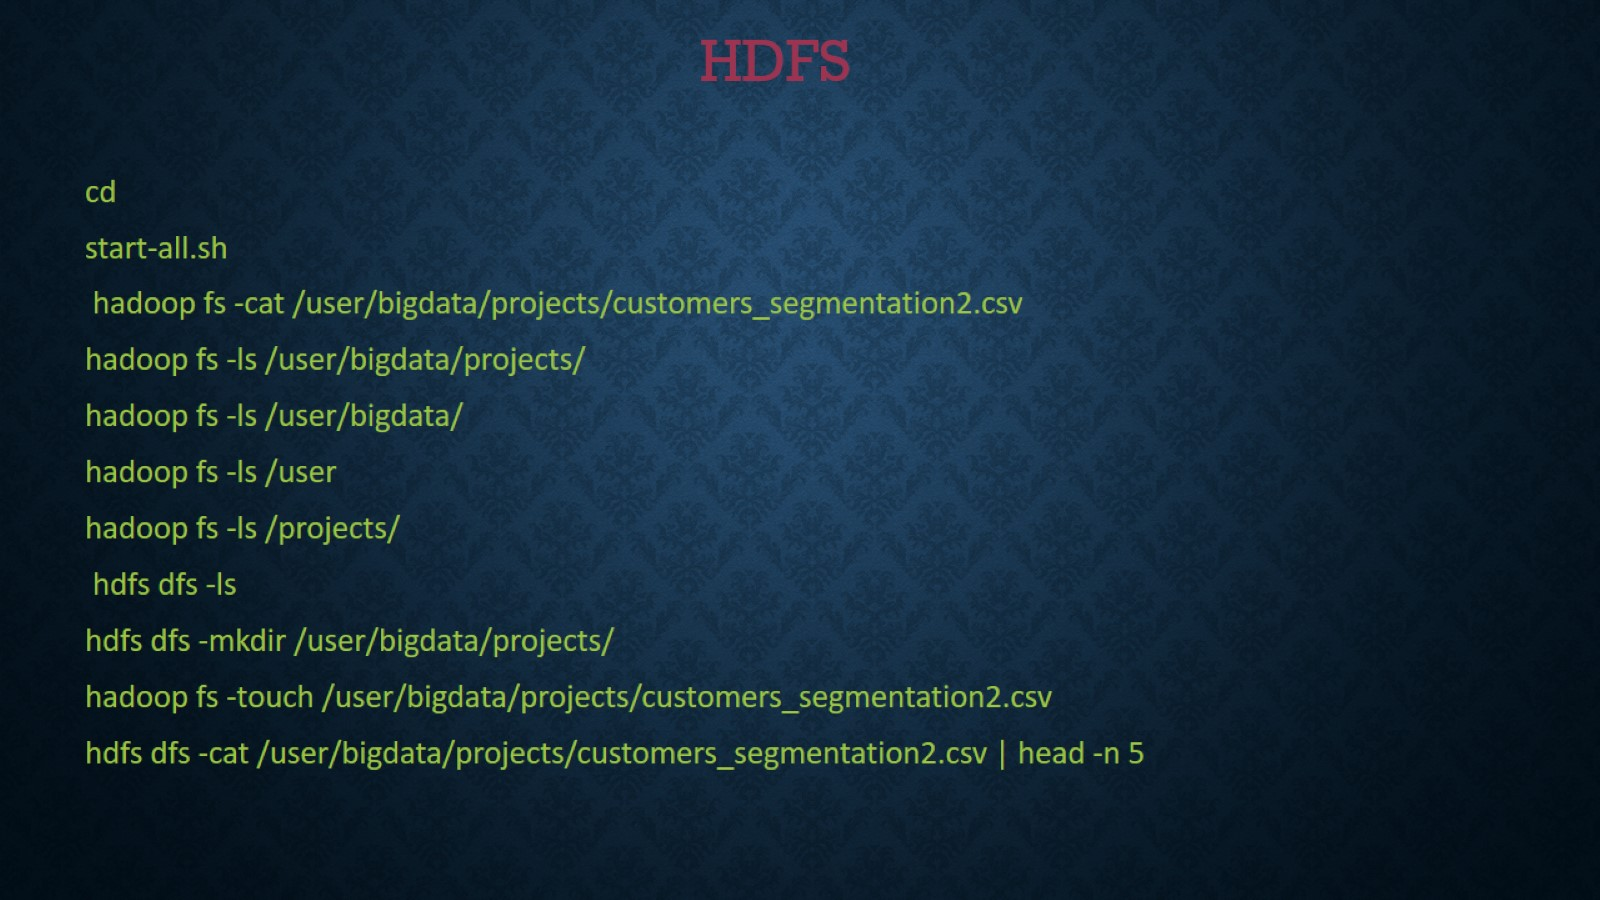 HDFS
cd
start-all.sh
hadoop fs -cat /user/bigdata/projects/customers_segmentation2.csv
hadoop fs -ls /user/bigdata/projects/
hadoop fs -ls /user/bigdata/
hadoop fs -ls /user
hadoop fs -ls /projects/
hdfs dfs -ls
hdfs dfs -mkdir /user/bigdata/projects/
hadoop fs -touch /user/bigdata/projects/customers_segmentation2.csv
hdfs dfs -cat /user/bigdata/projects/customers_segmentation2.csv | head -n 5